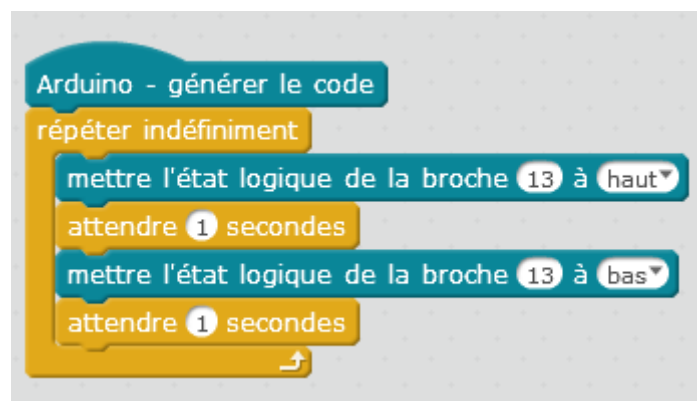 Arduino - générer le code
répéter indéfiniment
mettre l'état logique de la broche 13 à haut
attendre 1 secondes
mettre l'état logique de la broche 13 à bas
attendre 1 secondes